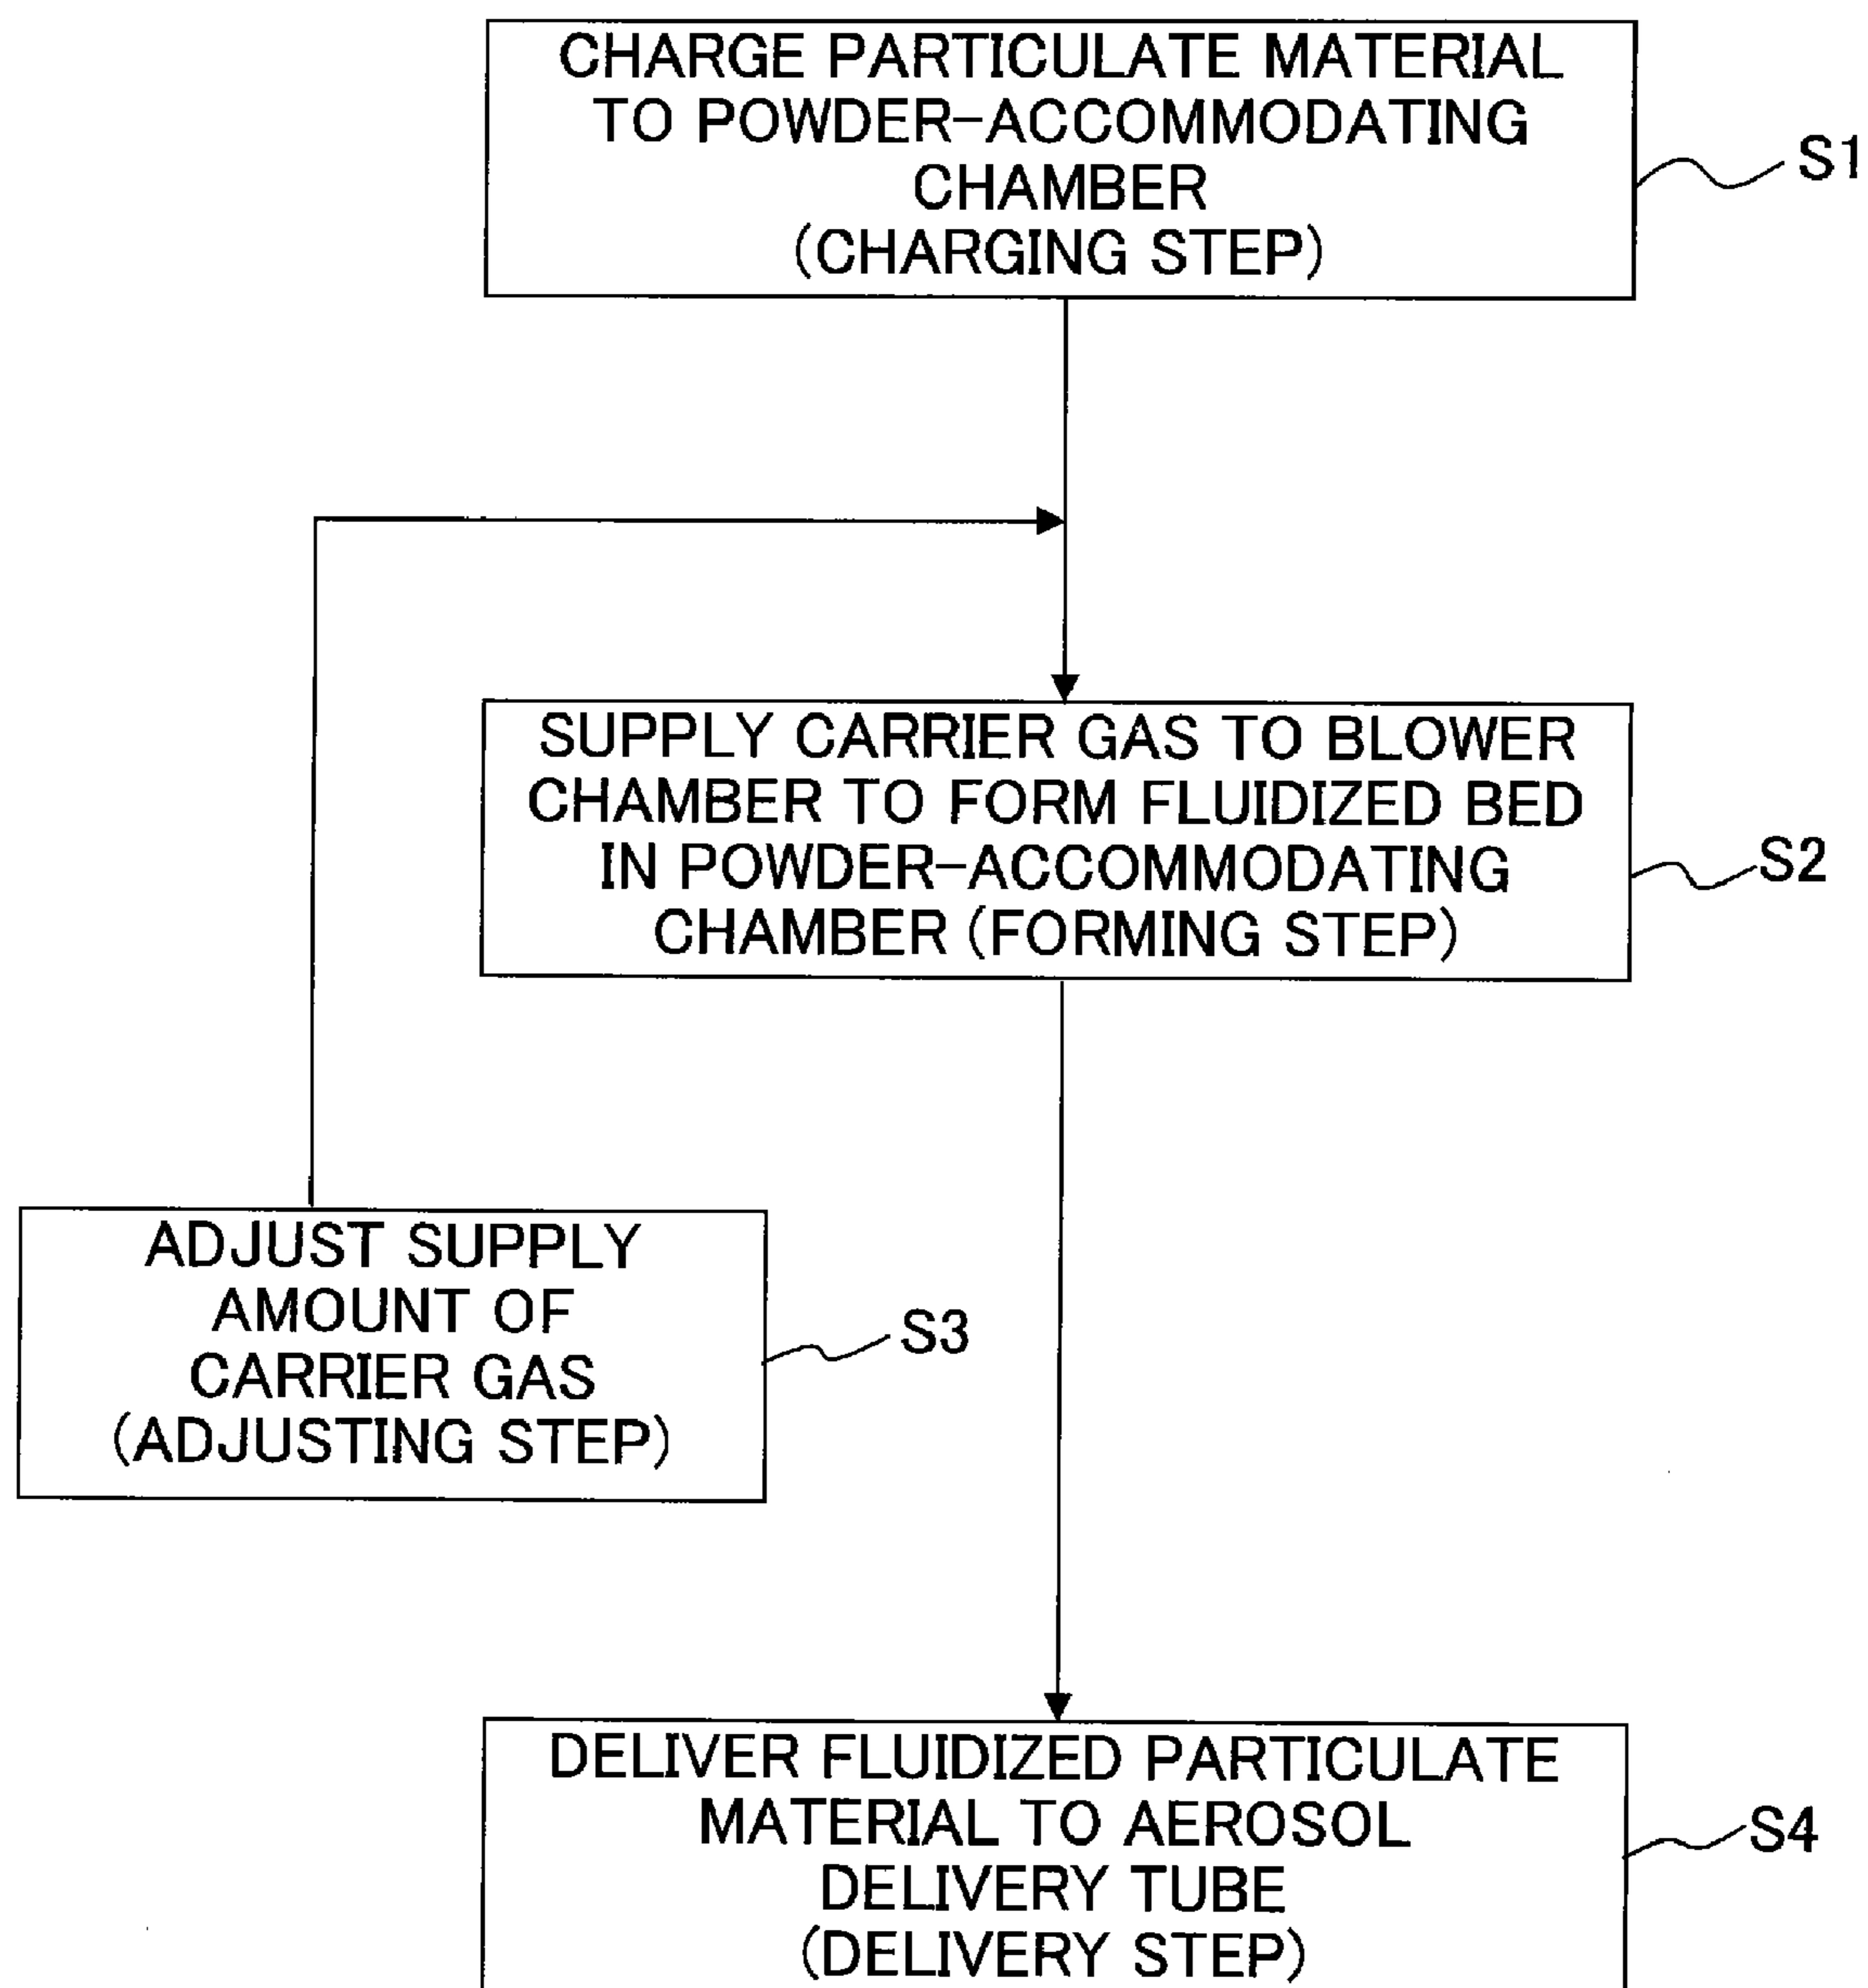 CHARGE PARTICULATE MATERIAL
TO POWDER-ACCOMMODATING
CHAMBER
(CHARGING STEP)
S1
SUPPLY CARRIER GAS TO BLOWER
CHAMBER TO FORM FLUIDIZED BED
IN POWDER-ACCOMMODATING
CHAMBER (FORMING STEP)
S2
ADJUST SUPPLY
AMOUNT OF
CARRIER GAS
(ADJUSTING STEP)
S3
DELIVER FLUIDIZED PARTICULATE
MATERIAL TO AEROSOL
DELIVERY TUBE
(DELIVERY STEP)
S4